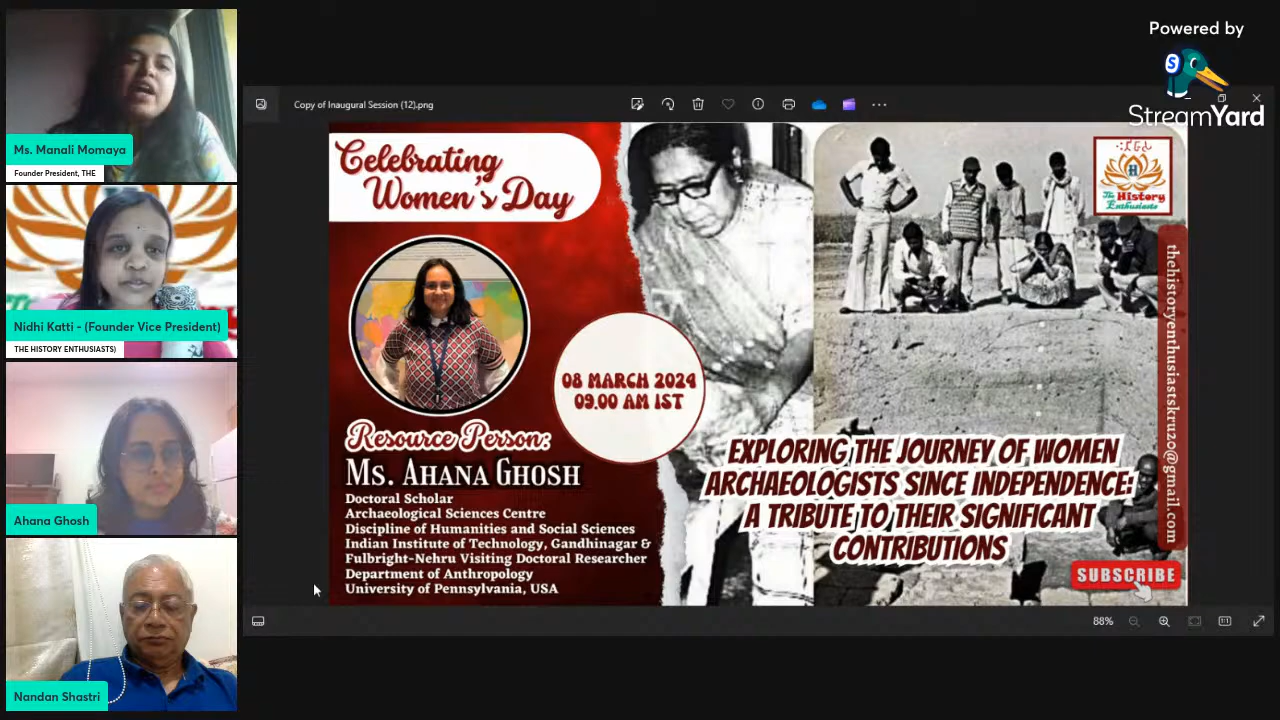 Ms. Manali Momaya
Founder President, THE
Nidhi Katti - (Founder Vice President)
THE HISTORY ENTHUSIASTS)
Ahana Ghosh
Nandan Shastri
Powered by
S
StreamYard
Copy of Inaugural Session (12).png
Celebrating
Women's Day
08 MARCH 2024
09.00 AM IST
Resource Person:
MS. AHANA GHOSH
Doctoral Scholar
Archaeological Sciences Centre
Discipline of Humanities and Social Sciences
Indian Institute of Technology, Gandhinagar &
Fulbright-Nehru Visiting Doctoral Researcher
Department of Anthropology
University of Pennsylvania, USA
The History
Enthusiasts
thehistoryenthusiastskru20@gmail.com
EXPLORING THE JOURNEY OF WOMEN
ARCHAEOLOGISTS SINCE INDEPENDENCE:
A TRIBUTE TO THEIR SIGNIFICANT
CONTRIBUTIONS
SUBSCRIBE
88%